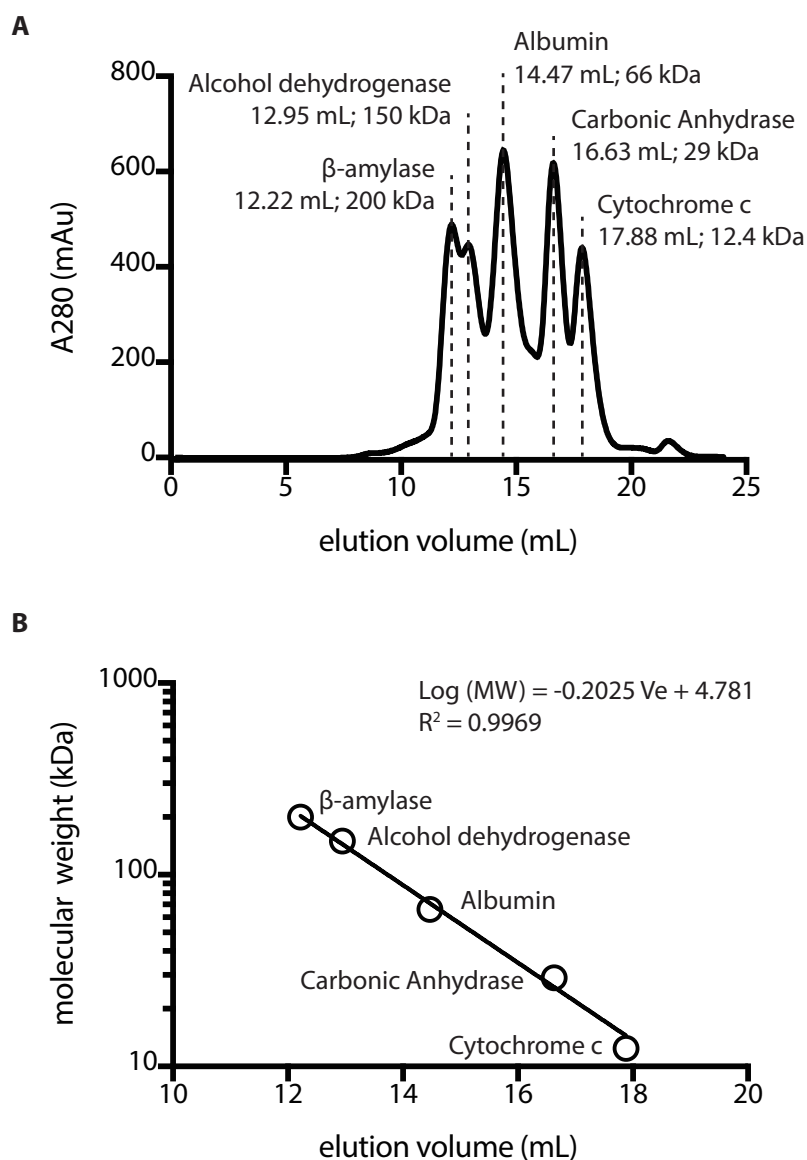 A
Albumin
14.47 mL; 66 kDa
Alcohol dehydrogenase
12.95 mL; 150 kDa
Carbonic Anhydrase
16.63 mL; 29 kDa
β-amylase
12.22 mL; 200 kDa
Cytochrome c
17.88 mL; 12.4 kDa
A280 (mAu)
800
600
400
200
0
0 5 10 15 20 25
elution volume (mL)
B
Log (MW) = -0.2025 Ve + 4.781
R² = 0.9969
molecular weight (kDa)
1000
100
10
β-amylase
Alcohol dehydrogenase
Albumin
Carbonic Anhydrase
Cytochrome c
10 12 14 16 18 20
elution volume (mL)